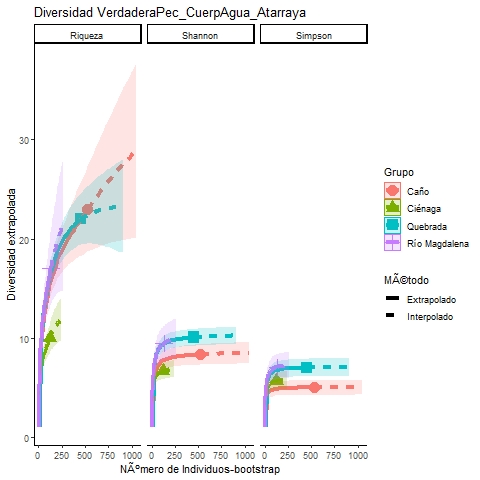 Diversidad VerdaderaPec_CuerpAgua_Atarraya
Riqueza Shannon Simpson
Diversidad extrapolada
30
20
10
0
0 250 500 750 1000 0 250 500 750 1000 0 250 500 750 1000
NÃºmero de Individuos-bootstrap
Grupo
Caño
Ciénaga
Quebrada
Río Magdalena
MÃ©todo
Extrapolado
Interpolado